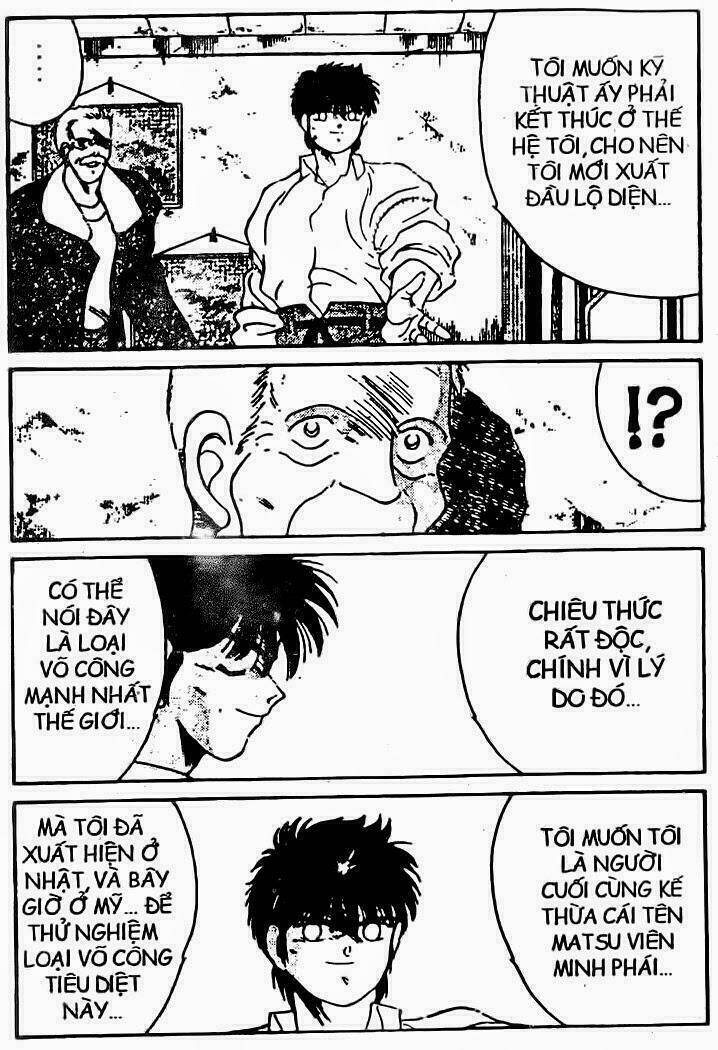 TÔI MUỐN KỸ
THUẬT ẤY PHẢI
KẾT THÚC Ở THẾ
HỆ TÔI, CHO NÊN
TÔI MỚI XUẤT
ĐẦU LỘ DIỆN...
....
!?
CHIÊU THỨC
RẤT ĐỘC,
CHÍNH VÌ LÝ
DO ĐÓ...
CÓ THỂ
NÓI ĐÂY
LÀ LOẠI
VÕ CÔNG
MẠNH NHẤT
THẾ GIỚI...
TÔI MUỐN TÔI
LÀ NGƯỜI
CUỐI CÙNG KẾ
THỪA CÁI TÊN
MATSU VIÊN
MINH PHÁI...
MÀ TÔI ĐÃ
XUẤT HIỆN Ở
NHẬT, VÀ BÂY
GIỜ Ở MỸ... ĐỂ
THỬ NGHIỆM
LOẠI VÕ CÔNG
TIÊU DIỆT
NÀY...